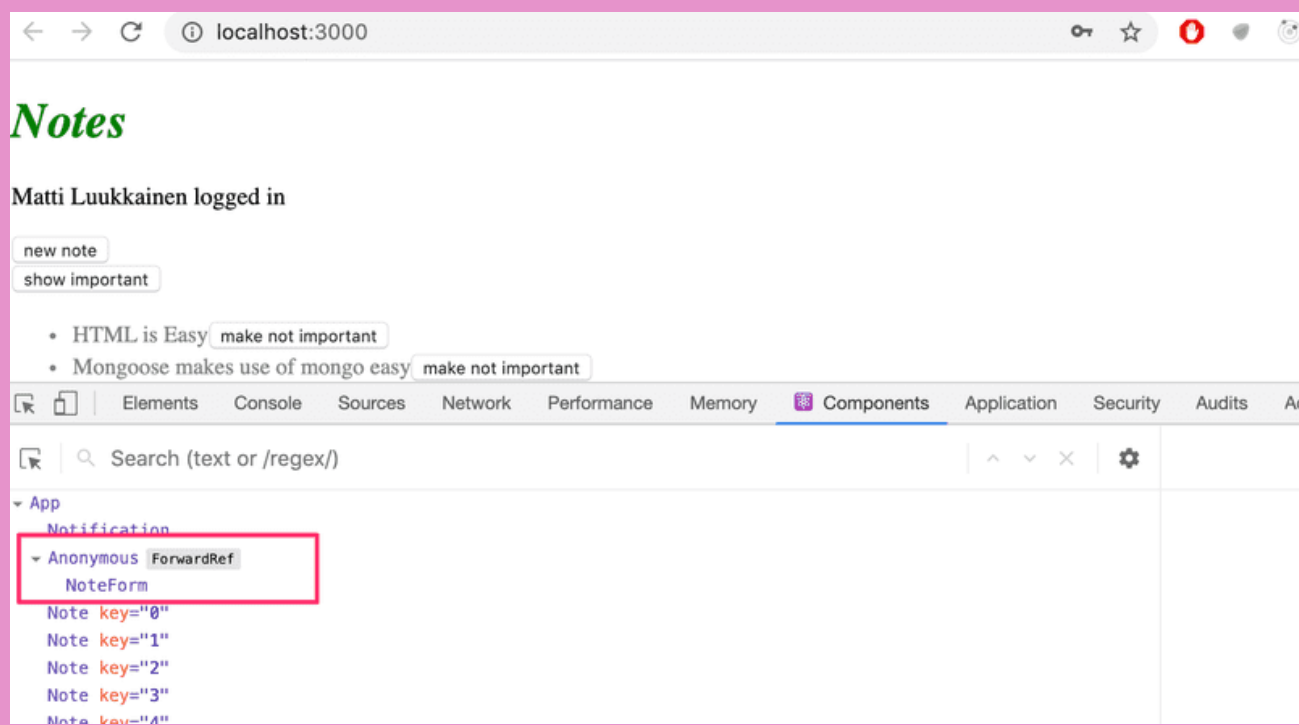 localhost:3000
Notes
Matti Luukkainen logged in
new note
show important
HTML is Easy make not important
Mongoose makes use of mongo easy make not important
Elements Console Sources Network Performance Memory Components Application Security Audits
Search (text or /regex/)
App
Notification
Anonymous ForwardRef
NoteForm
Note key="0"
Note key="1"
Note key="2"
Note key="3"
Note key="4"